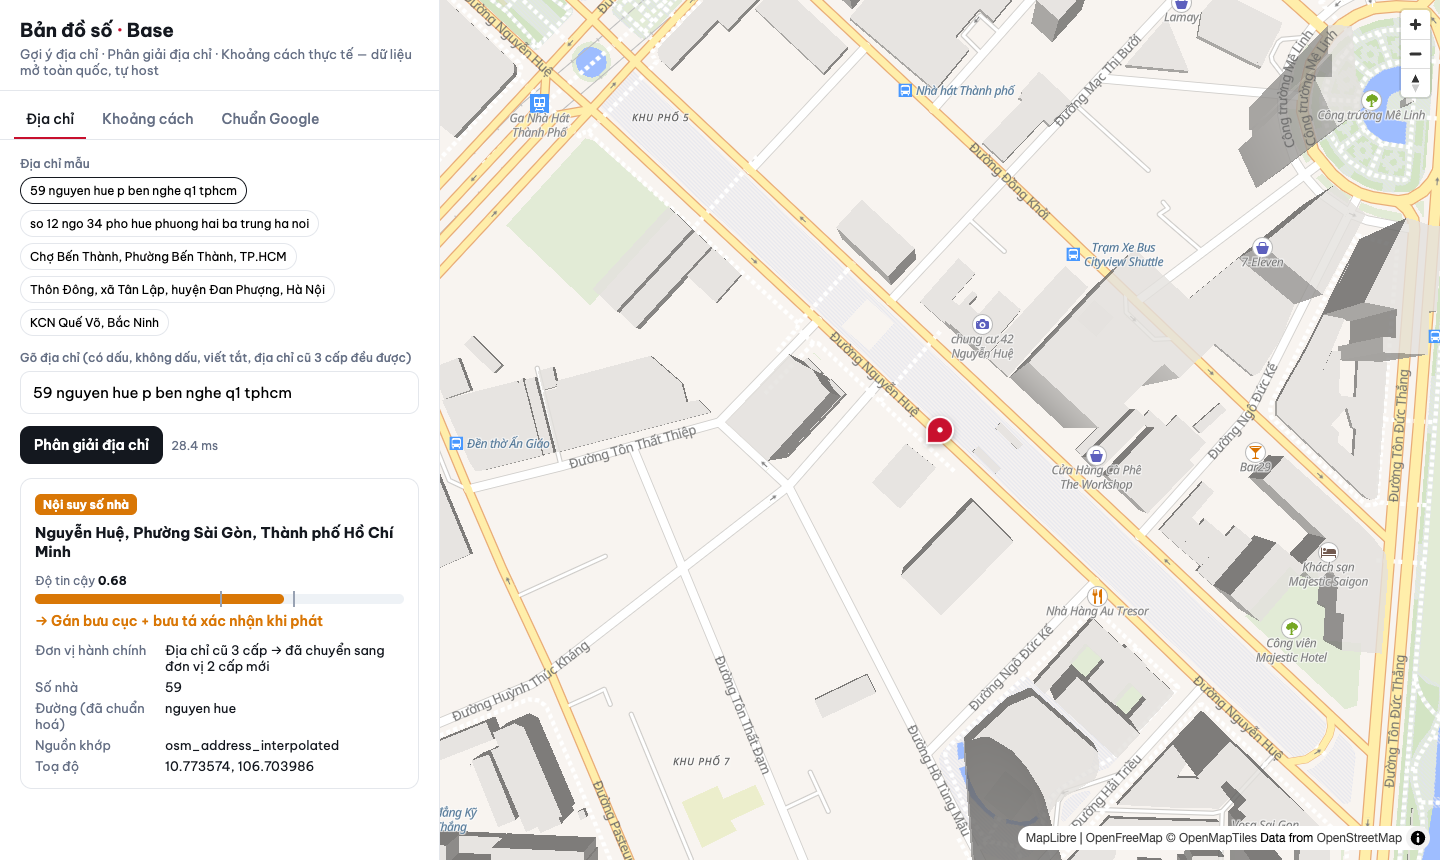 Bản đồ số · Base
Gợi ý địa chỉ · Phân giải địa chỉ · Khoảng cách thực tế — dữ liệu
mở toàn quốc, tự host
Địa chỉ
Khoảng cách
Chuẩn Google
Địa chỉ mẫu
59 nguyen hue p ben nghe q1 tphcm
so 12 ngo 34 pho hue phuong hai ba trung ha noi
Chợ Bến Thành, Phường Bến Thành, TP.HCM
Thôn Đông, xã Tân Lập, huyện Đan Phượng, Hà Nội
KCN Quế Võ, Bắc Ninh
Gõ địa chỉ (có dấu, không dấu, viết tắt, địa chỉ cũ 3 cấp đều được)
59 nguyen hue p ben nghe q1 tphcm
Phân giải địa chỉ
28.4 ms
Nội suy số nhà
Nguyễn Huệ, Phường Sài Gòn, Thành phố Hồ Chí
Minh
Độ tin cậy 0.68
→ Gán bưu cục + bưu tá xác nhận khi phát
Đơn vị hành chính
Địa chỉ cũ 3 cấp → đã chuyển sang
đơn vị 2 cấp mới
Số nhà
59
Đường (đã chuẩn
hoá)
nguyen hue
Nguồn khớp
osm_address_interpolated
Toạ độ
10.773574, 106.703986
Đường Nguyễn Huệ
Ga Nhà Hát
Thành Phố
KHU PHỐ 5
Nhà hát Thành phố
Lamay
Đường Mạc Thị Bưởi
Công trường Mê Linh
Công trường Mê Linh
Công trường Mê Linh
Đường Đồng Khởi
Trạm Xe Bus
Cityview Shuttle
7-Eleven
chung cư 42
Nguyễn Huệ
Đường Nguyễn Huệ
Đền thờ Ấn Giáo
Đường Tôn Thất Thiệp
Cửa Hàng Cà Phê
The Workshop
Đường Ngô Đức Kế
Bar29
Đường Tôn Đức Thắng
Khách sạn
Majestic Saigon
Nhà Hàng Au Tresor
Công viên
Majestic Hotel
Đường Ngô Đức Kế
Đường Huỳnh Thúc Kháng
Đường Tôn Thất Đạm
Đường Nguyễn Huệ
Đường Tôn Đức Thắng
KHU PHỐ 7
Đường Pasteur
Đường Hồ Tùng Mậu
Đường Hải Triều
MapLibre | OpenFreeMap © OpenMapTiles Data from OpenStreetMap